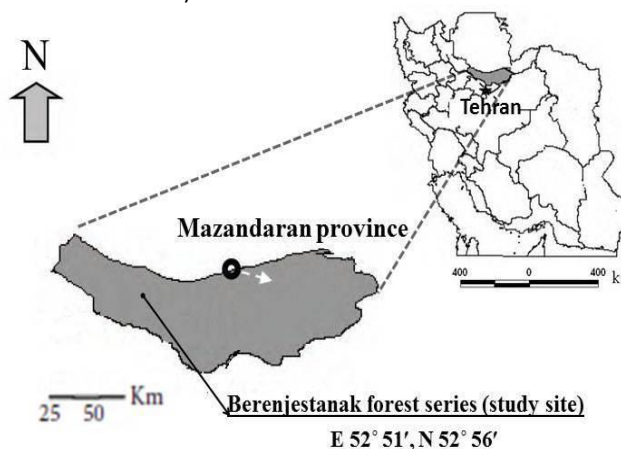 N
Tehran
Mazandaran province
400 0 400
k
Km
25 50
Berenjestanak forest series (study site)
E 52° 51′, N 52° 56′